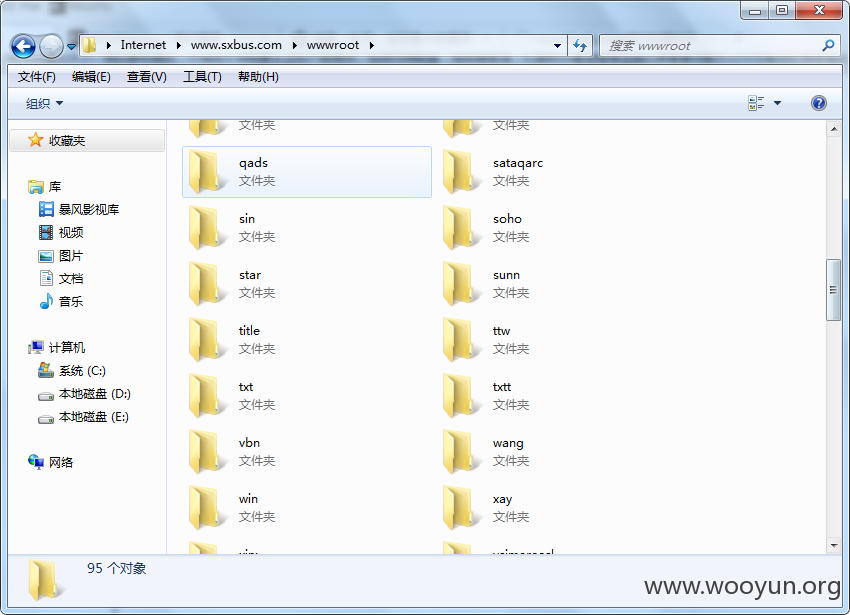 Internet www.sxbus.com wwwroot
搜索 wwwroot
文件(F) 编辑(E) 查看(V) 工具(T) 帮助(H)
组织
收藏夹
库
暴风影视库
视频
图片
文档
音乐
计算机
系统 (C:)
本地磁盘 (D:)
本地磁盘 (E:)
网络
文件夹
文件夹
qads
文件夹
sataqarc
文件夹
sin
文件夹
soho
文件夹
star
文件夹
sunn
文件夹
title
文件夹
ttw
文件夹
txt
文件夹
txtt
文件夹
vbn
文件夹
wang
文件夹
win
文件夹
xay
文件夹
95 个对象
www.wooyun.org